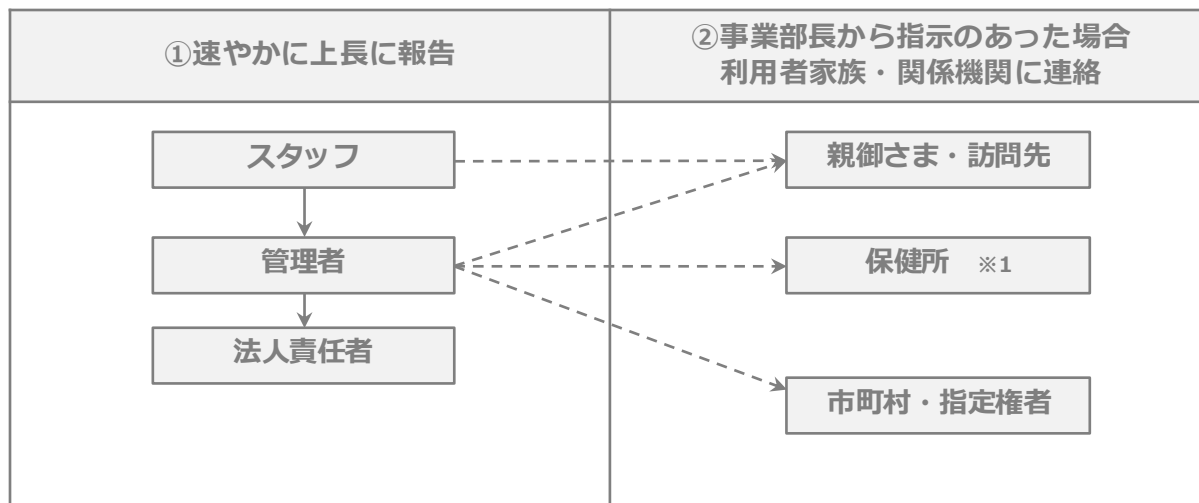 ①速やかに上長に報告
②事業部長から指示のあった場合
利用者家族・関係機関に連絡
スタッフ
管理者
法人責任者
親御さま・訪問先
保健所 ※1
市町村・指定権者